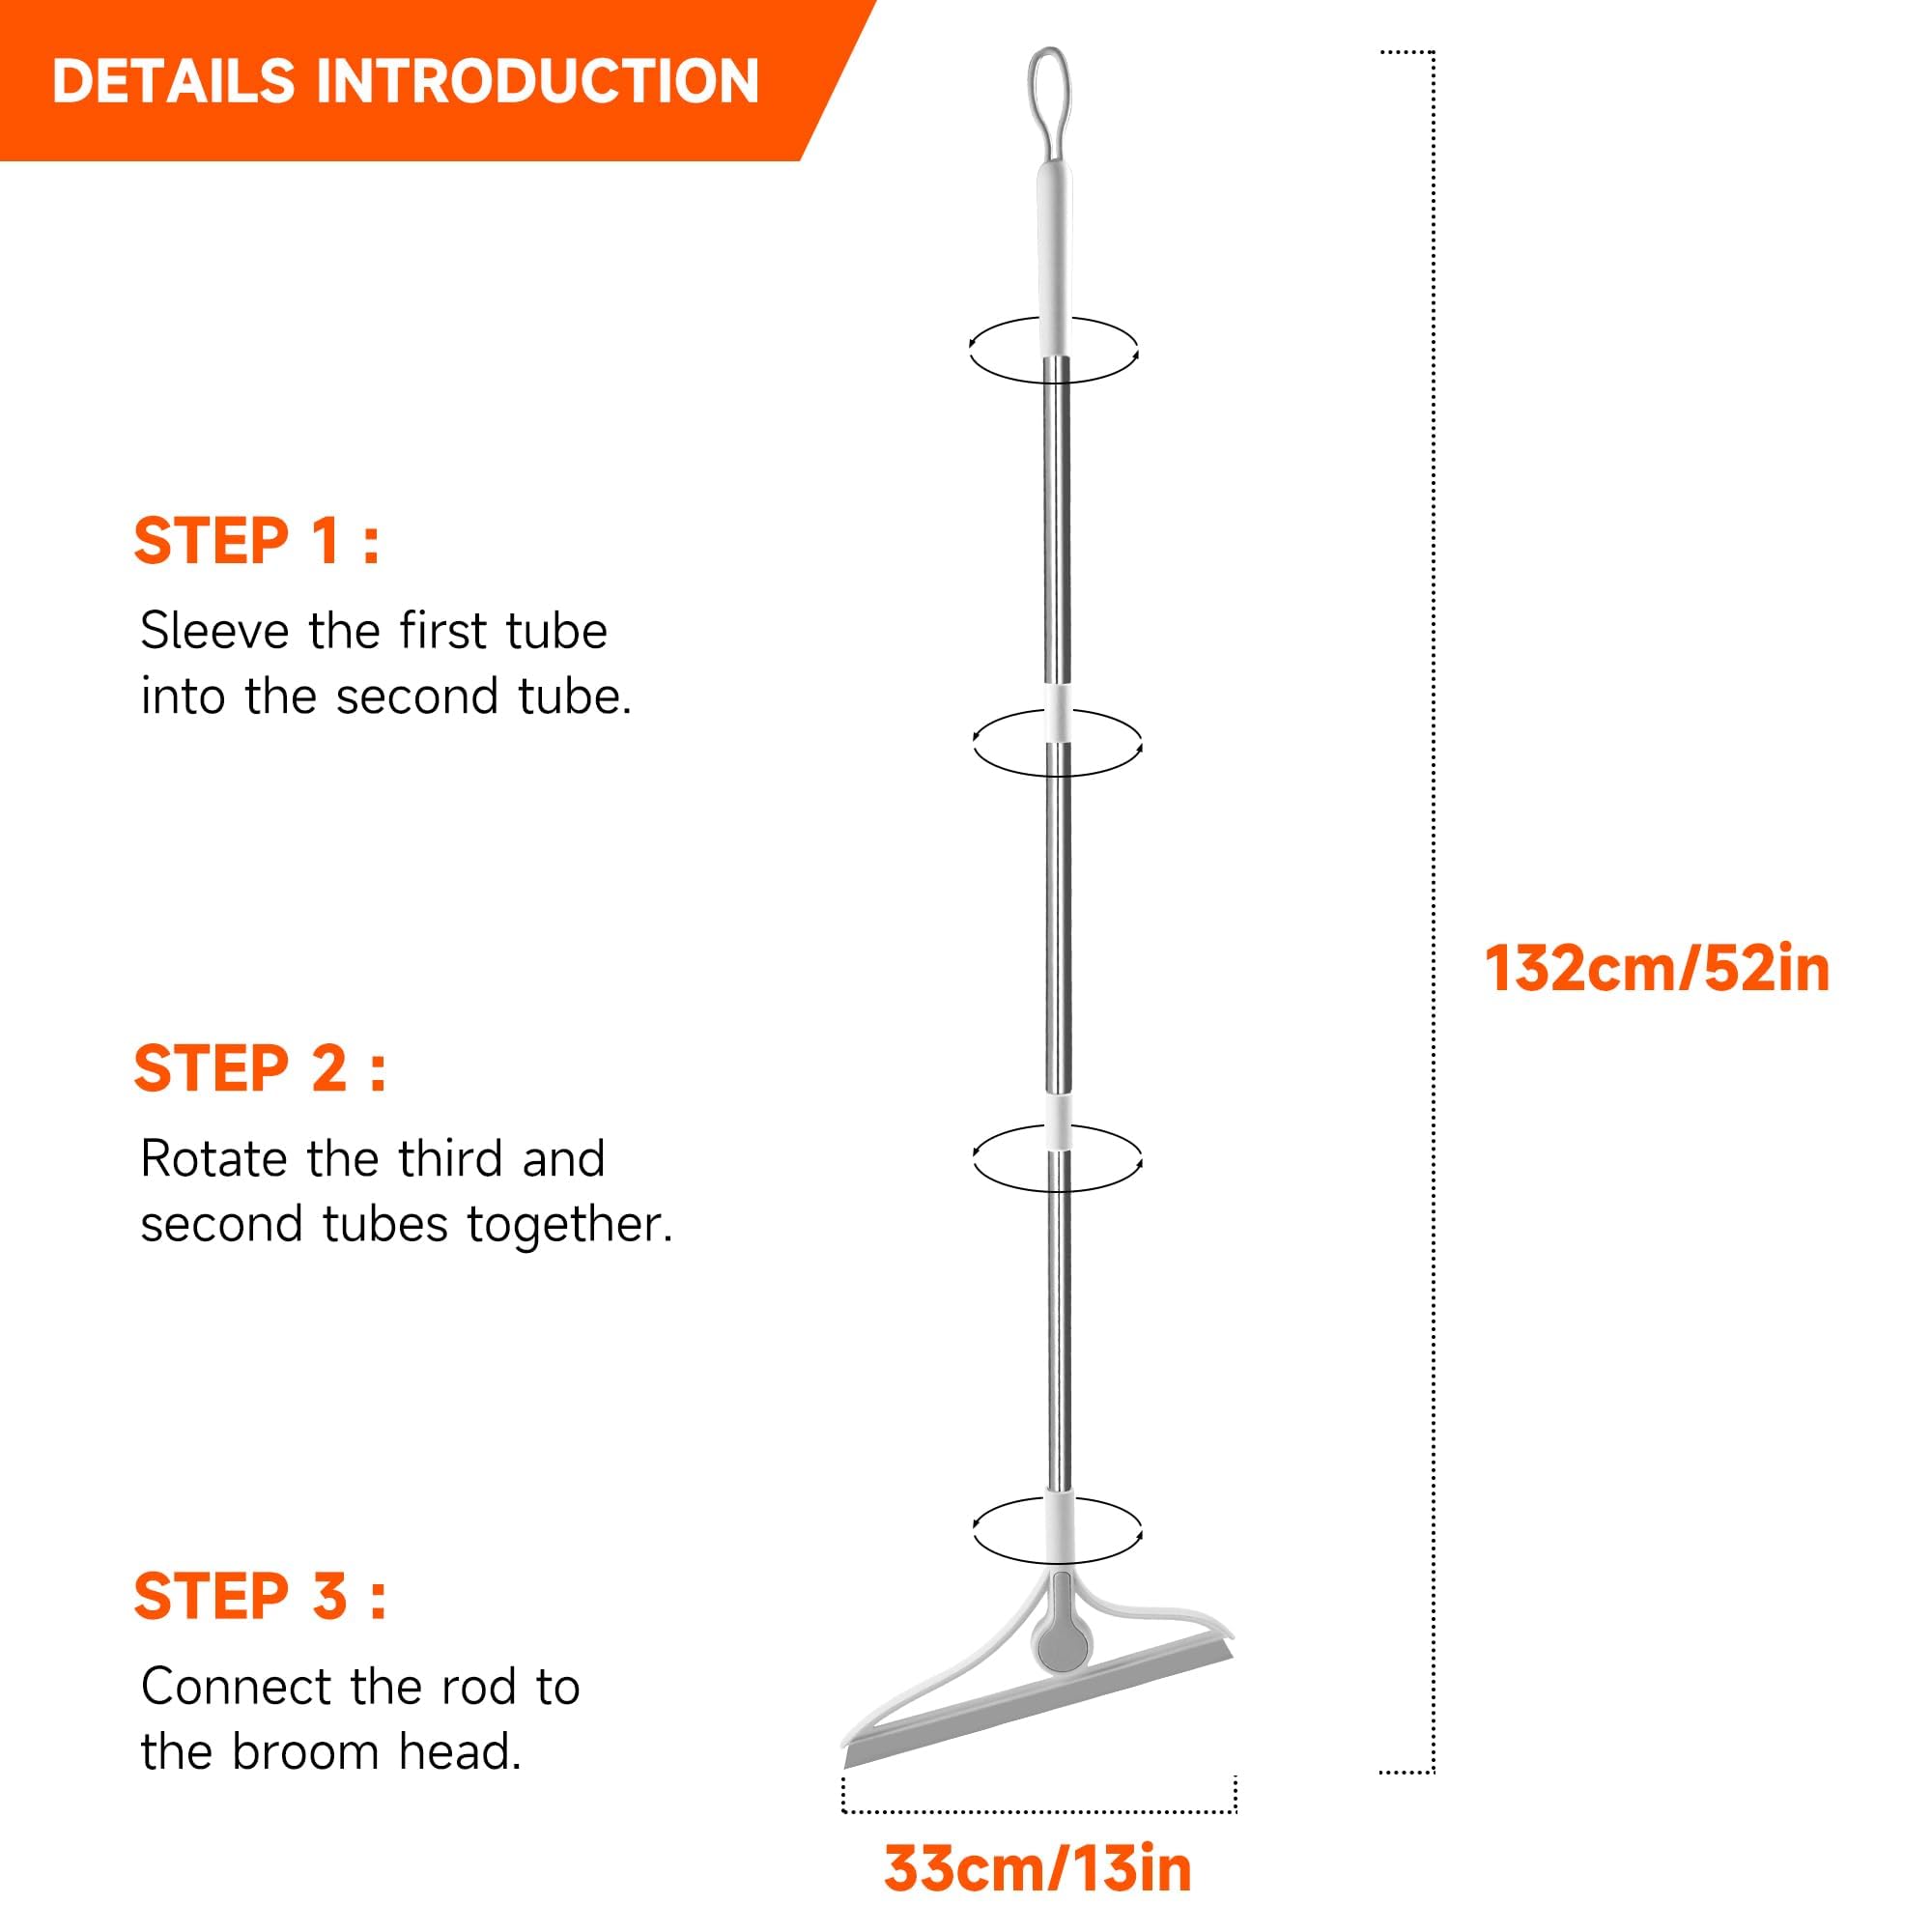 DETAILS INTRODUCTION
STEP 1 :
Sleeve the first tube
into the second tube.
STEP 2 :
Rotate the third and
second tubes together.
STEP 3 :
Connect the rod to
the broom head.
132cm/52in
33cm/13in